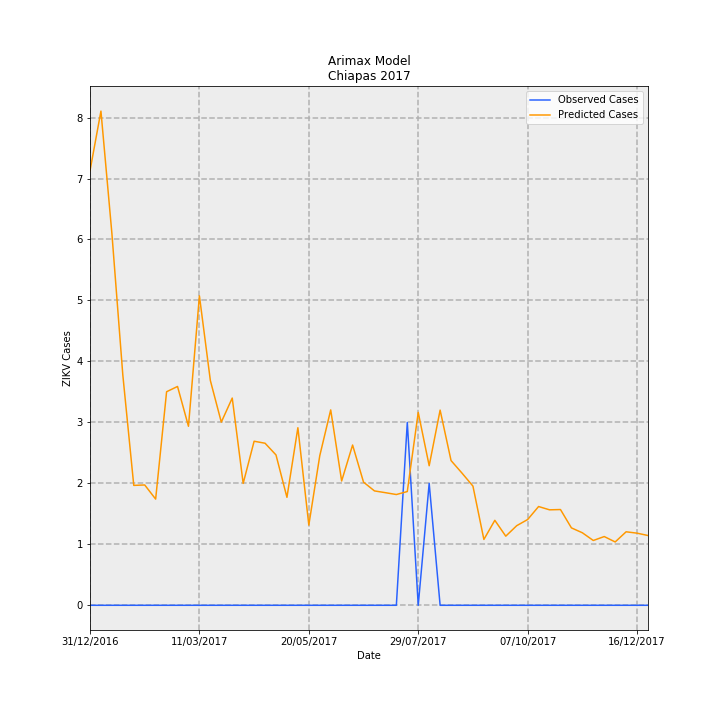 Arimax Model
Chiapas 2017
Observed Cases
Predicted Cases
8
7
6
5
4
3
2
1
0
ZIKV Cases
31/12/2016 11/03/2017 20/05/2017 29/07/2017 07/10/2017 16/12/2017
Date